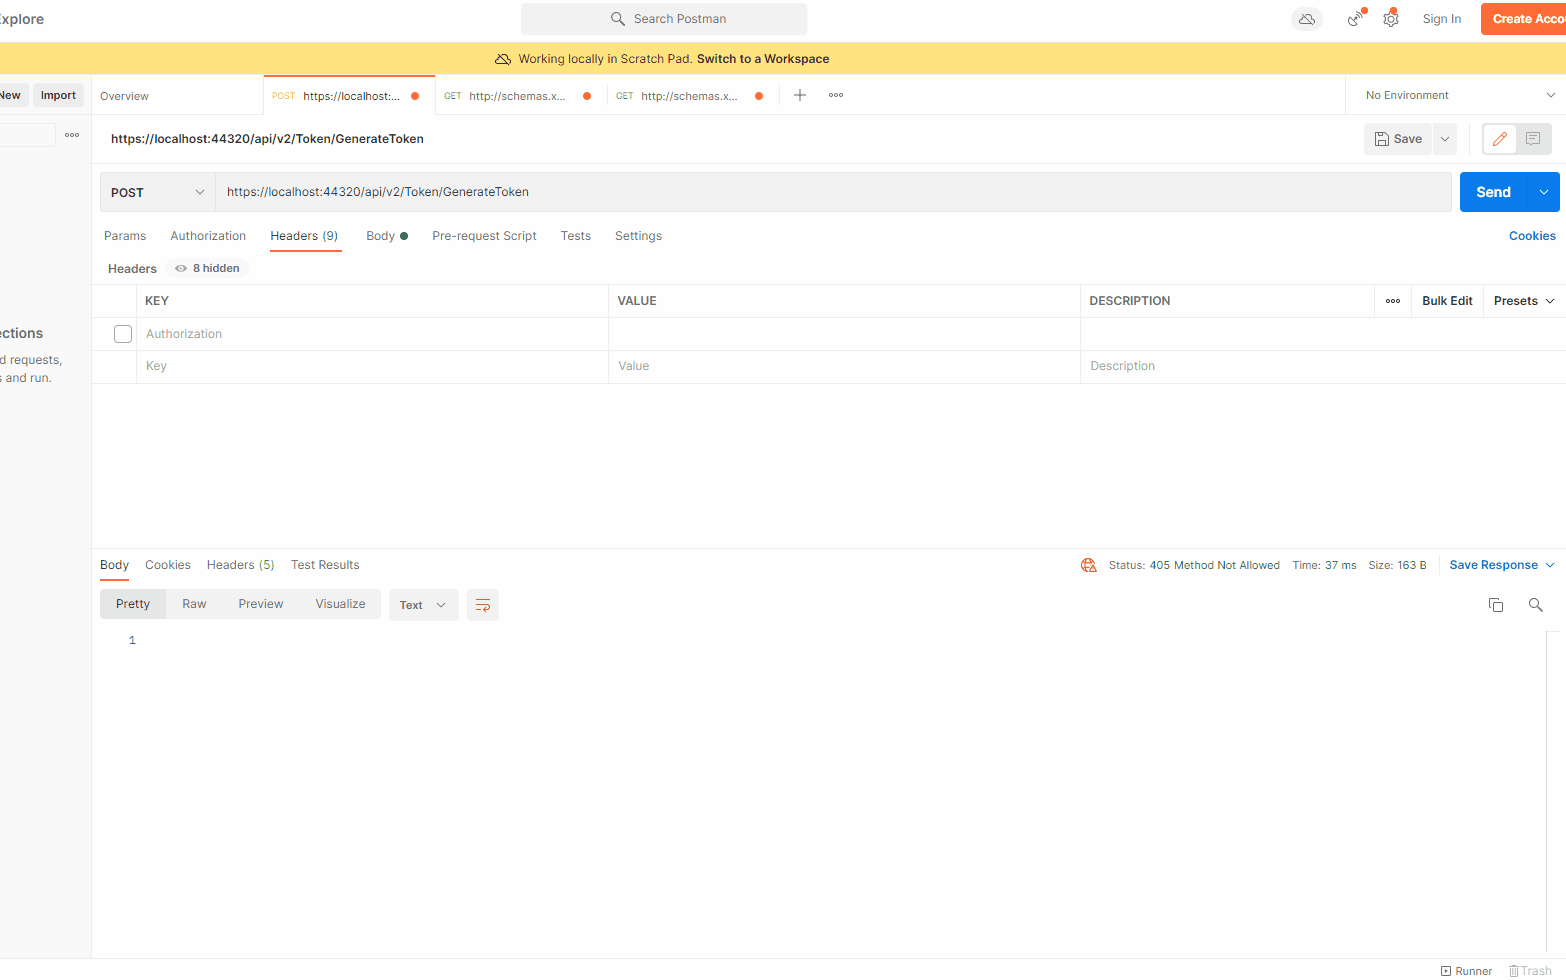 Explore
Search Postman
Sign In
Create Acco
Working locally in Scratch Pad. Switch to a Workspace
New
Import
Overview
POST https://localhost:...
GET http://schemas.x...
GET http://schemas.x...
No Environment
https://localhost:44320/api/v2/Token/GenerateToken
Save
POST
https://localhost:44320/api/v2/Token/GenerateToken
Send
Params
Authorization
Headers (9)
Body
Pre-request Script
Tests
Settings
Cookies
Headers
8 hidden
KEY
VALUE
DESCRIPTION
Bulk Edit
Presets
ections
Authorization
d requests,
Key
Value
Description
s and run.
Body
Cookies
Headers (5)
Test Results
Status: 405 Method Not Allowed
Time: 37 ms
Size: 163 B
Save Response
Pretty
Raw
Preview
Visualize
Text
1
Runner
Trash